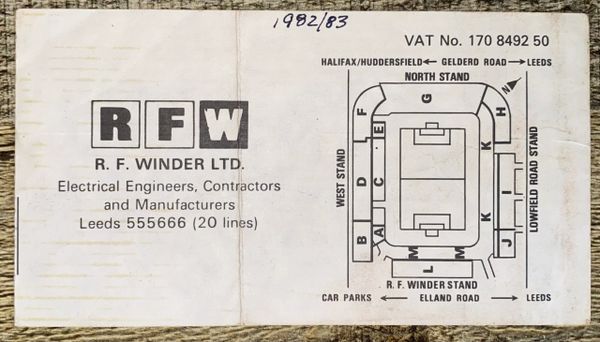 1982/83
VAT No. 170 8492 50
HALIFAX/HUDDERSFIELD ← GELDERD ROAD → LEEDS
NORTH STAND
N
G
F
H
E
K
RFW
R. F. WINDER LTD.
Electrical Engineers, Contractors
and Manufacturers
Leeds 555666 (20 lines)
WEST STAND
D
C
I
LOWFIELD ROAD STAND
K
B
A
J
M
M
L
R. F. WINDER STAND
CAR PARKS ← ELLAND ROAD → LEEDS